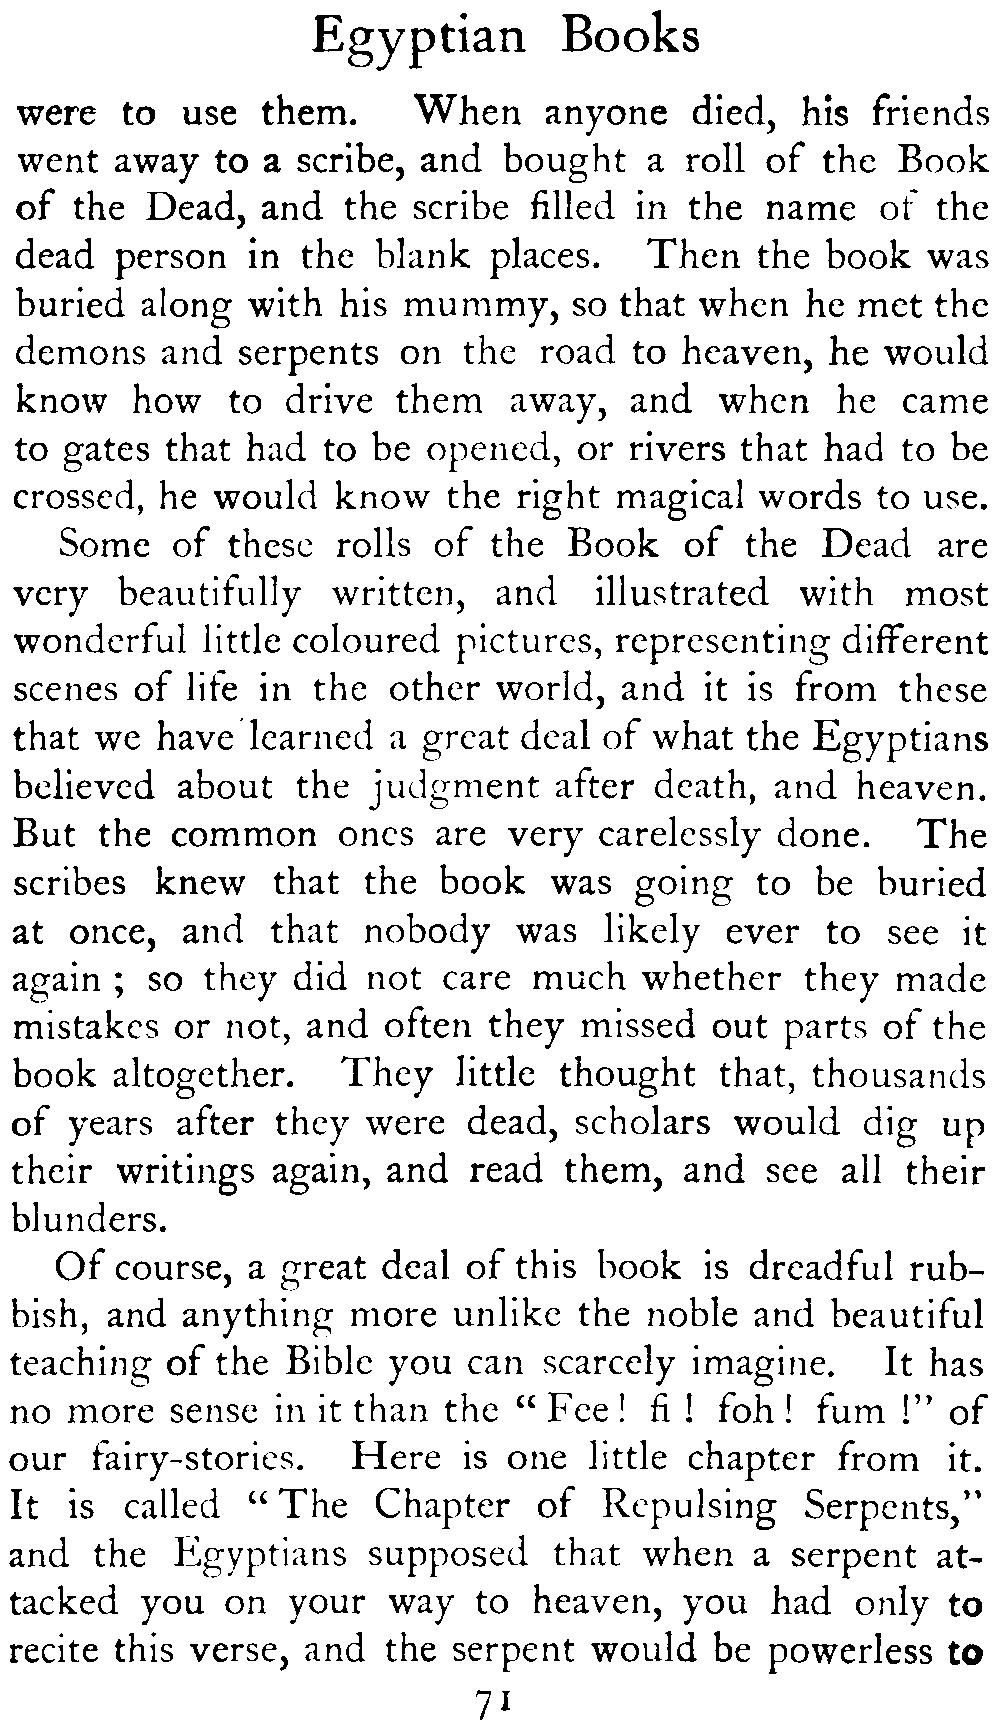 Egyptian Books
were to use them. When anyone died, his friends
went away to a scribe, and bought a roll of the Book
of the Dead, and the scribe filled in the name of the
dead person in the blank places. Then the book was
buried along with his mummy, so that when he met the
demons and serpents on the road to heaven, he would
know how to drive them away, and when he came
to gates that had to be opened, or rivers that had to be
crossed, he would know the right magical words to use.
Some of these rolls of the Book of the Dead are
very beautifully written, and illustrated with most
wonderful little coloured pictures, representing different
scenes of life in the other world, and it is from these
that we have learned a great deal of what the Egyptians
believed about the judgment after death, and heaven.
But the common ones are very carelessly done. The
scribes knew that the book was going to be buried
at once, and that nobody was likely ever to see it
again ; so they did not care much whether they made
mistakes or not, and often they missed out parts of the
book altogether. They little thought that, thousands
of years after they were dead, scholars would dig up
their writings again, and read them, and see all their
blunders.
Of course, a great deal of this book is dreadful rub-
bish, and anything more unlike the noble and beautiful
teaching of the Bible you can scarcely imagine. It has
no more sense in it than the “ Fee ! fi ! foh ! fum !” of
our fairy-stories. Here is one little chapter from it.
It is called “ The Chapter of Repulsing Serpents,”
and the Egyptians supposed that when a serpent at-
tacked you on your way to heaven, you had only to
recite this verse, and the serpent would be powerless to
71